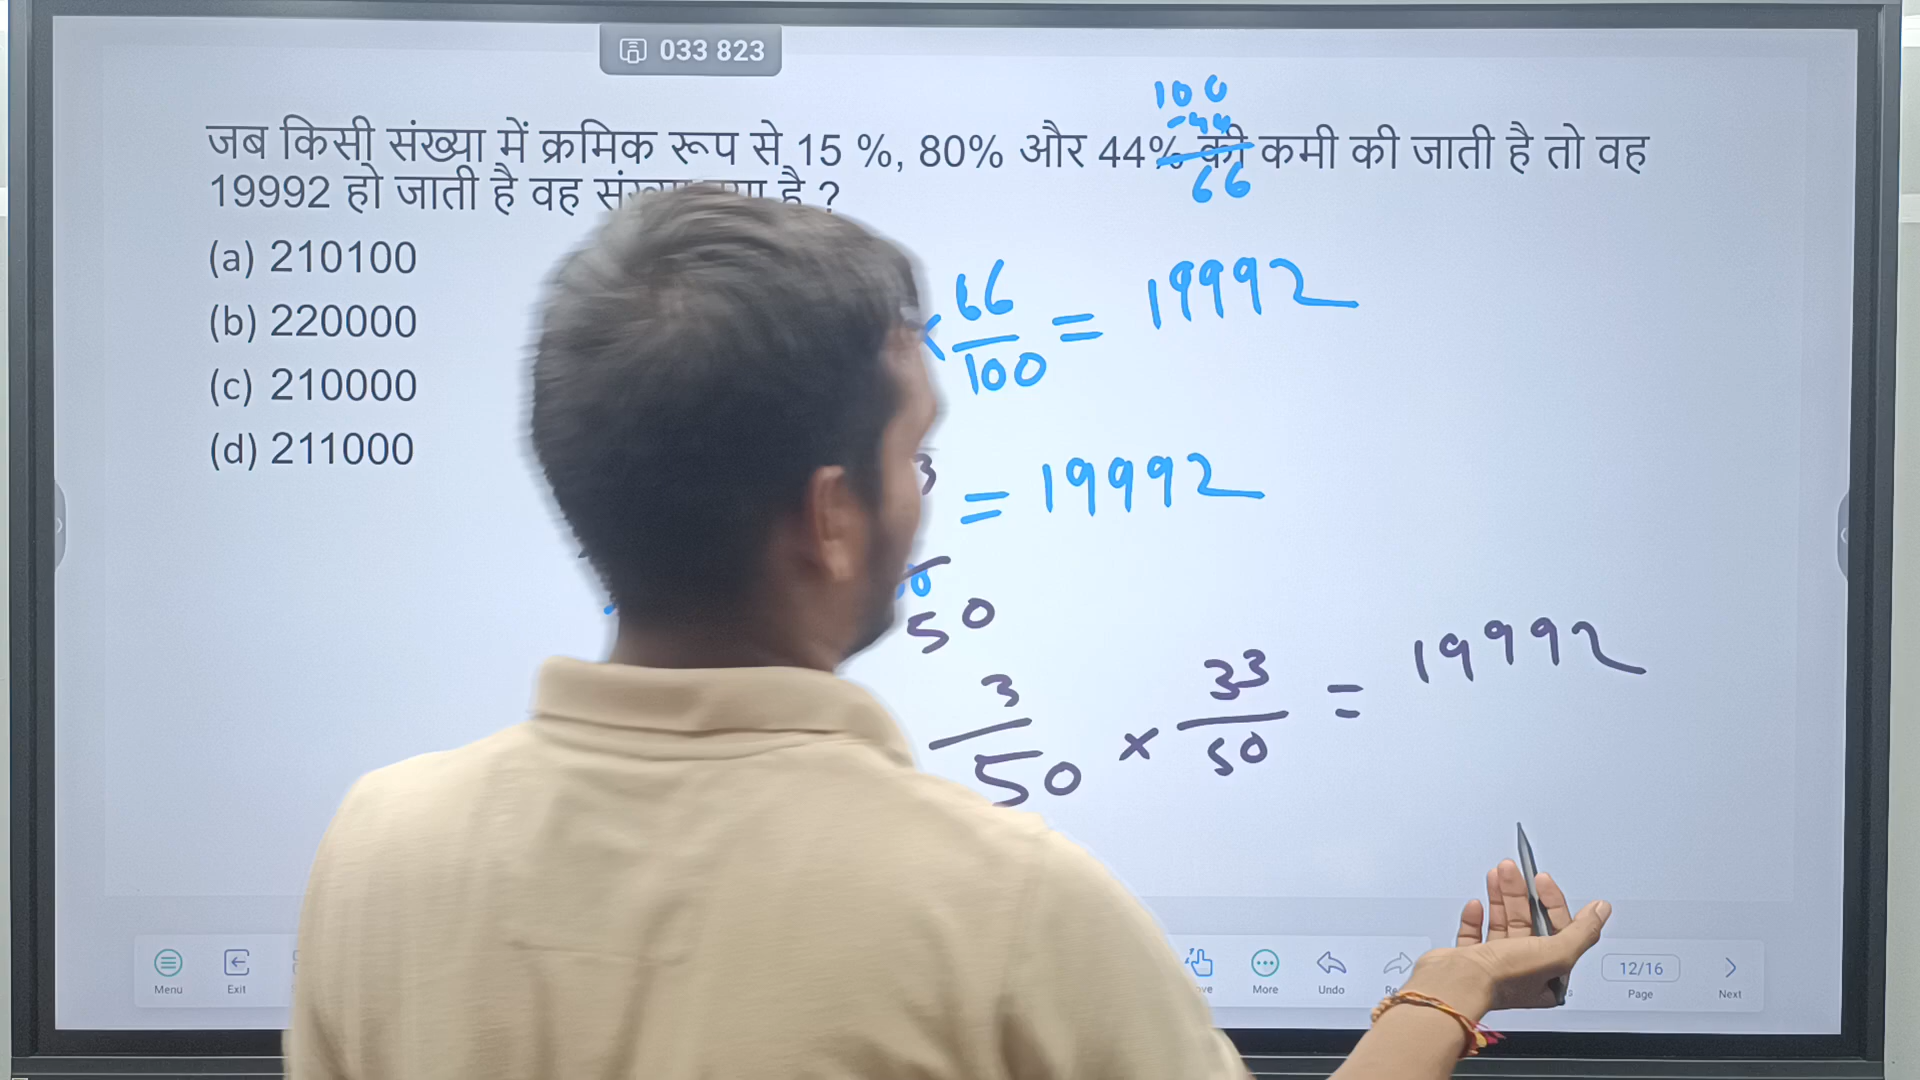 033 823
100
-44
जब किसी संख्या में क्रमिक रूप से 15 %, 80% और 44% की कमी की जाती है तो वह
66
19992 हो जाती है वह है ?
(a) 210100
(b) 220000
(c) 210000
(d) 211000
× 66/100 = 19992
3
= 19992
50
3/50 × 33/50 = 19992
Menu
Exit
More
Undo
12/16
Page
Next